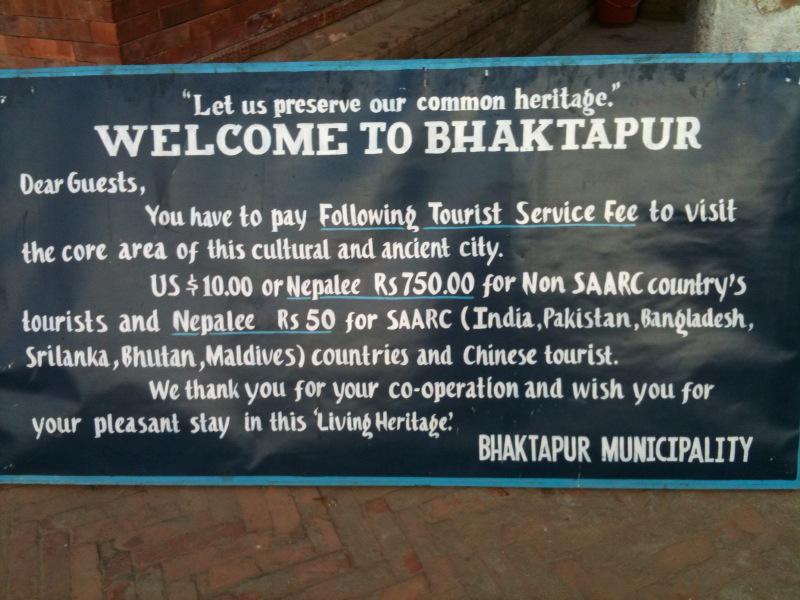 "Let us preserve our common heritage."
WELCOME TO BHAKTAPUR
Dear Guests,
You have to pay Following Tourist Service Fee to visit
the core area of this cultural and ancient city.
US $10.00 or Nepalee Rs 750.00 for Non SAARC country's
tourists and Nepalee Rs 50 for SAARC (India, Pakistan, Bangladesh,
Srilanka, Bhutan, Maldives) countries and Chinese tourist.
We thank you for your co-operation and wish you for
your pleasant stay in this 'Living Heritage'.
BHAKTAPUR MUNICIPALITY